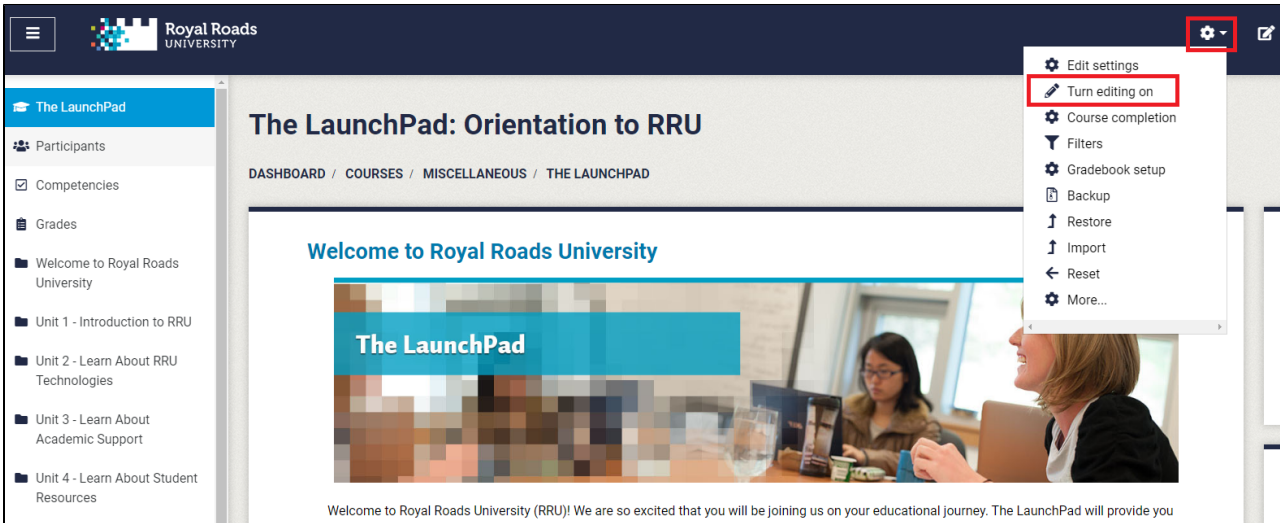 Royal Roads
UNIVERSITY
Edit settings
Turn editing on
Course completion
Filters
Gradebook setup
Backup
Restore
Import
Reset
More...
The LaunchPad
Participants
Competencies
Grades
Welcome to Royal Roads
University
Unit 1 - Introduction to RRU
Unit 2 - Learn About RRU
Technologies
Unit 3 - Learn About
Academic Support
Unit 4 - Learn About Student
Resources
The LaunchPad: Orientation to RRU
DASHBOARD / COURSES / MISCELLANEOUS / THE LAUNCHPAD
Welcome to Royal Roads University
The LaunchPad
Welcome to Royal Roads University (RRU)! We are so excited that you will be joining us on your educational journey. The LaunchPad will provide you